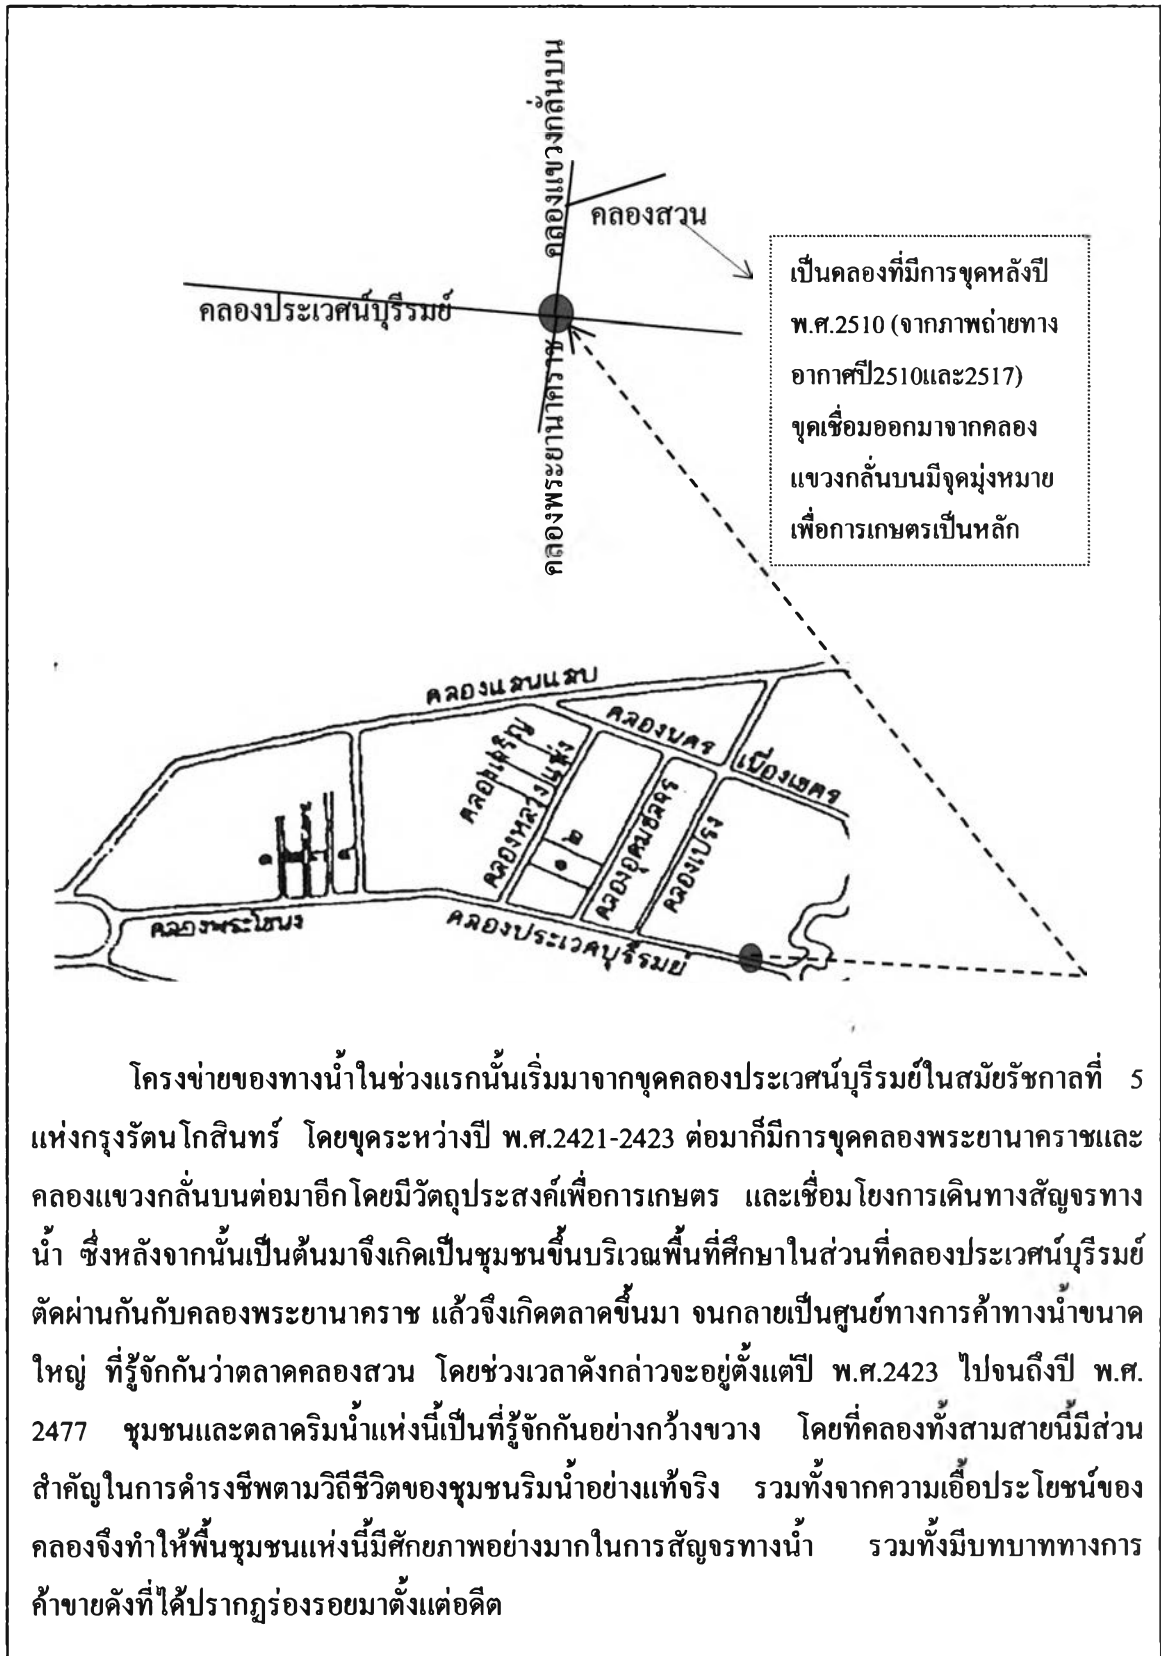 คลองแขวงกลั่นบน
คลองสวน
คลองประเวศน์บุรีรมย์
คลองพระยานาคราช
เป็นคลองที่มีการขุดหลังปี
พ.ศ.2510 (จากภาพถ่ายทาง
อากาศปี2510และ2517)
ขุดเชื่อมออกมาจากคลอง
แขวงกลั่นบนมีจุดมุ่งหมาย
เพื่อการเกษตรเป็นหลัก
คลองแสนแสบ
คลองนคร
เนื่องเขตร
คลองเจริญ
คลองหลวงแพ่ง
คลองอุดมชลจร
คลองเปรง
๑
๒
คลองพระโขนง
คลองประเวศบุรีรมย์
โครงข่ายของทางน้ำในช่วงแรกนั้นเริ่มมาจากขุดคลองประเวศน์บุรีรมย์ในสมัยรัชกาลที่ 5
แห่งกรุงรัตนโกสินทร์ โดยขุดระหว่างปี พ.ศ.2421-2423 ต่อมาก็มีการขุดคลองพระยานาคราชและ
คลองแขวงกลั่นบนต่อมาอีกโดยมีวัตถุประสงค์เพื่อการเกษตร และเชื่อมโยงการเดินทางสัญจรทาง
น้ำ ซึ่งหลังจากนั้นเป็นต้นมาจึงเกิดเป็นชุมชนขึ้นบริเวณพื้นที่ศึกษาในส่วนที่คลองประเวศน์บุรีรมย์
ตัดผ่านกันกับคลองพระยานาคราช แล้วจึงเกิดตลาดขึ้นมา จนกลายเป็นศูนย์ทางการค้าทางน้ำขนาด
ใหญ่ ที่รู้จักกันว่าตลาดคลองสวน โดยช่วงเวลาดังกล่าวจะอยู่ตั้งแต่ปี พ.ศ.2423 ไปจนถึงปี พ.ศ.
2477 ชุมชนและตลาดริมน้ำแห่งนี้เป็นที่รู้จักกันอย่างกว้างขวาง โดยที่คลองทั้งสามสายนี้มีส่วน
สำคัญในการดำรงชีพตามวิถีชีวิตของชุมชนริมน้ำอย่างแท้จริง รวมทั้งจากความเอื้อประโยชน์ของ
คลองจึงทำให้พื้นชุมชนแห่งนี้มีศักยภาพอย่างมากในการสัญจรทางน้ำ รวมทั้งมีบทบาททางการ
ค้าขายดังที่ได้ปรากฏร่องรอยมาตั้งแต่อดีต